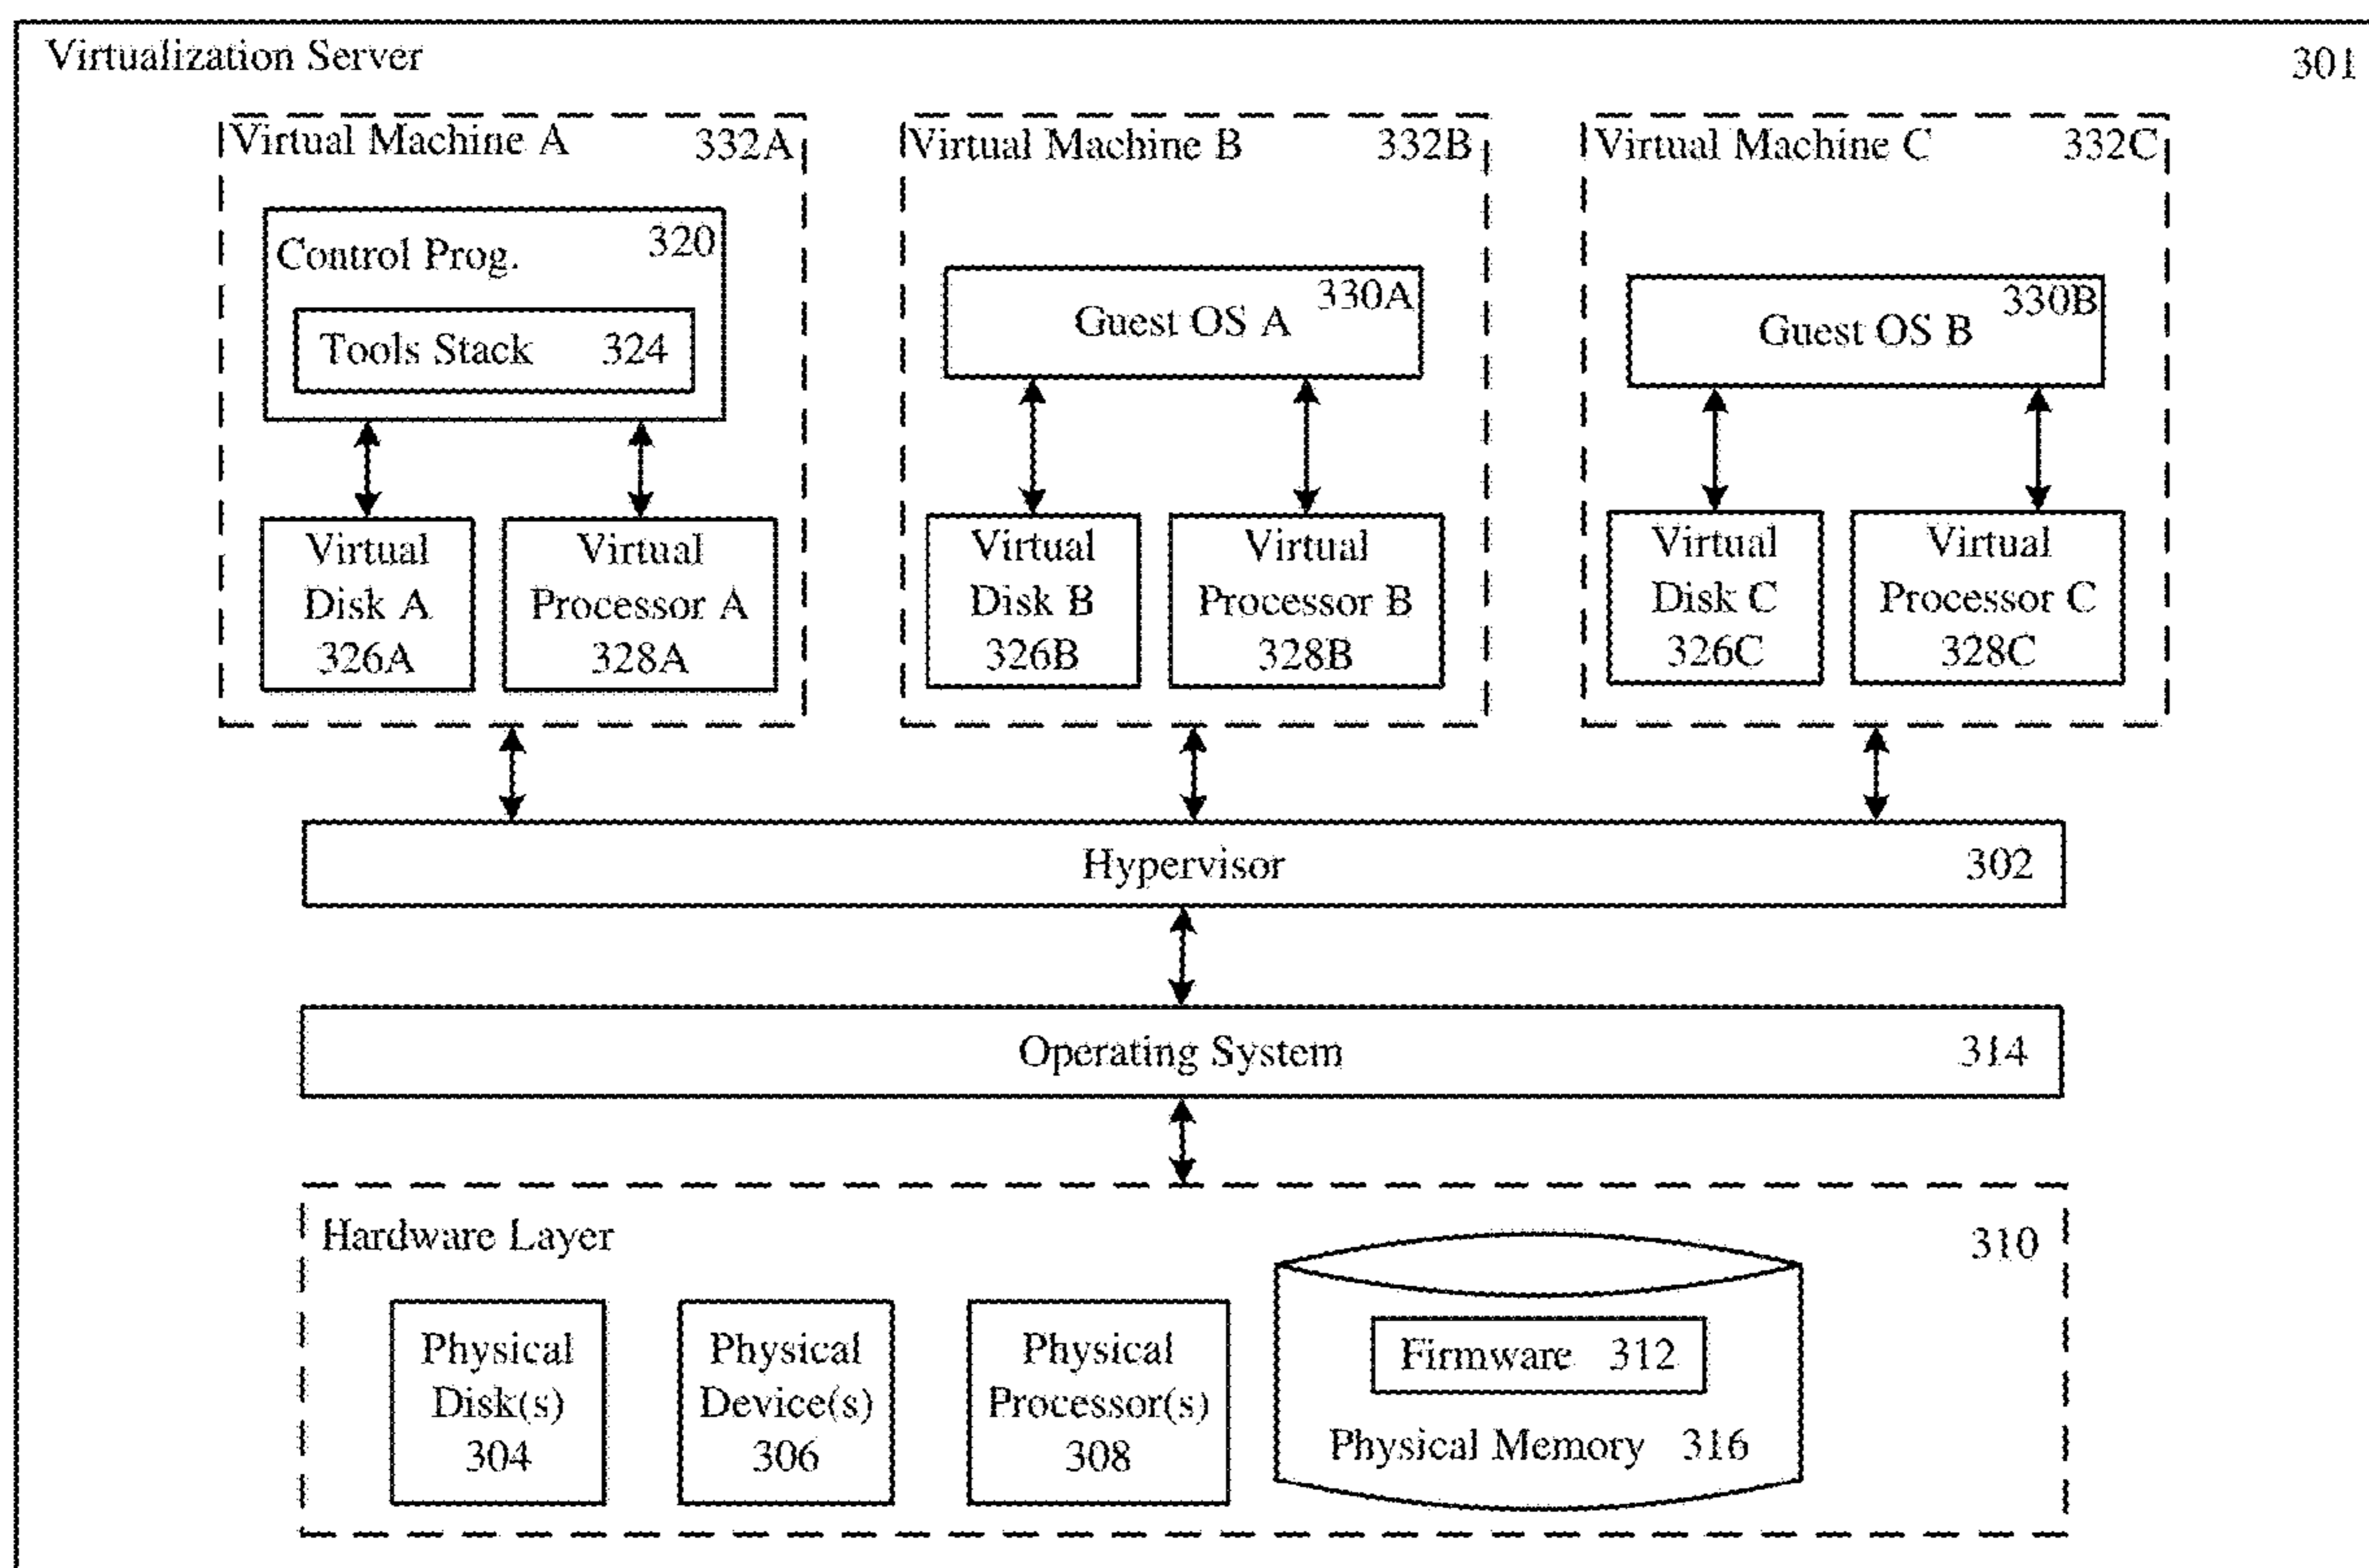 Virtualization Server 301
Virtual Machine A 332A
Control Prog. 320
Tools Stack 324
Virtual
Disk A
326A
Virtual
Processor A
328A
Virtual Machine B 332B
Guest OS A 330A
Virtual
Disk B
326B
Virtual
Processor B
328B
Virtual Machine C 332C
Guest OS B 330B
Virtual
Disk C
326C
Virtual
Processor C
328C
Hypervisor 302
Operating System 314
Hardware Layer 310
Physical
Disk(s)
304
Physical
Device(s)
306
Physical
Processor(s)
308
Firmware 312
Physical Memory 316